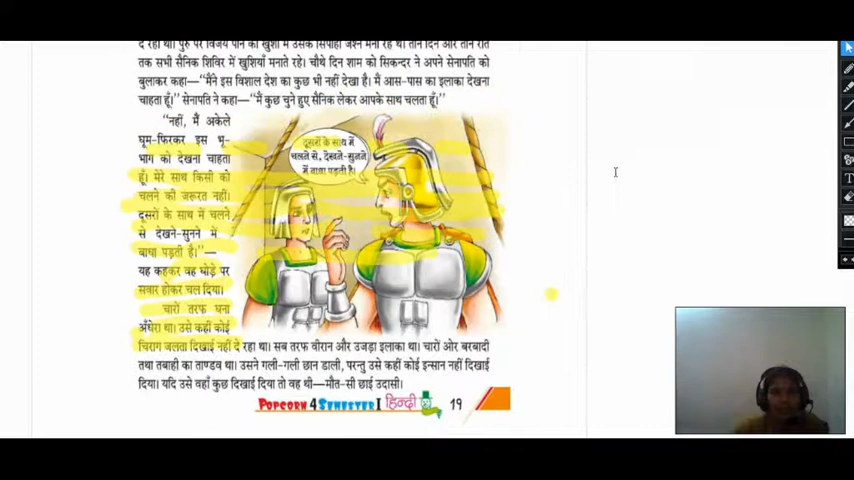 दे रहा था। पुरु पर विजय पाने की खुशी में उसके सिपाही जश्न मना रहे थे। तीन दिन और तीन रात
तक सभी सैनिक शिविर में खुशियाँ मनाते रहे। चौथे दिन शाम को सिकन्दर ने अपने सेनापति को
बुलाकर कहा—“मैंने इस विशाल देश का कुछ भी नहीं देखा है। मैं आस-पास का इलाका देखना
चाहता हूँ।” सेनापति ने कहा—“मैं कुछ चुने हुए सैनिक लेकर आपके साथ चलता हूँ।”
“नहीं, मैं अकेले
घूम-फिरकर इस भू-
भाग को देखना चाहता
हूँ। मेरे साथ किसी को
चलने की जरूरत नहीं।
दूसरों के साथ में चलने
से देखने-सुनने में
बाधा पड़ती है।”—
यह कहकर वह घोड़े पर
सवार होकर चल दिया।
दूसरों के साथ में
चलने से, देखने-सुनने
में बाधा पड़ती है।
चारों तरफ घना
अँधेरा था। उसे कहीं कोई
चिराग जलता दिखाई नहीं दे रहा था। सब तरफ वीरान और उजड़ा इलाका था। चारों ओर बरबादी
तथा तबाही का ताण्डव था। उसने गली-गली छान डाली, परन्तु उसे कहीं कोई इन्सान नहीं दिखाई
दिया। यदि उसे वहाँ कुछ दिखाई दिया तो वह थी—मौत-सी छाई उदासी।
POPCORN 4 SEMESTER I हिन्दी 19